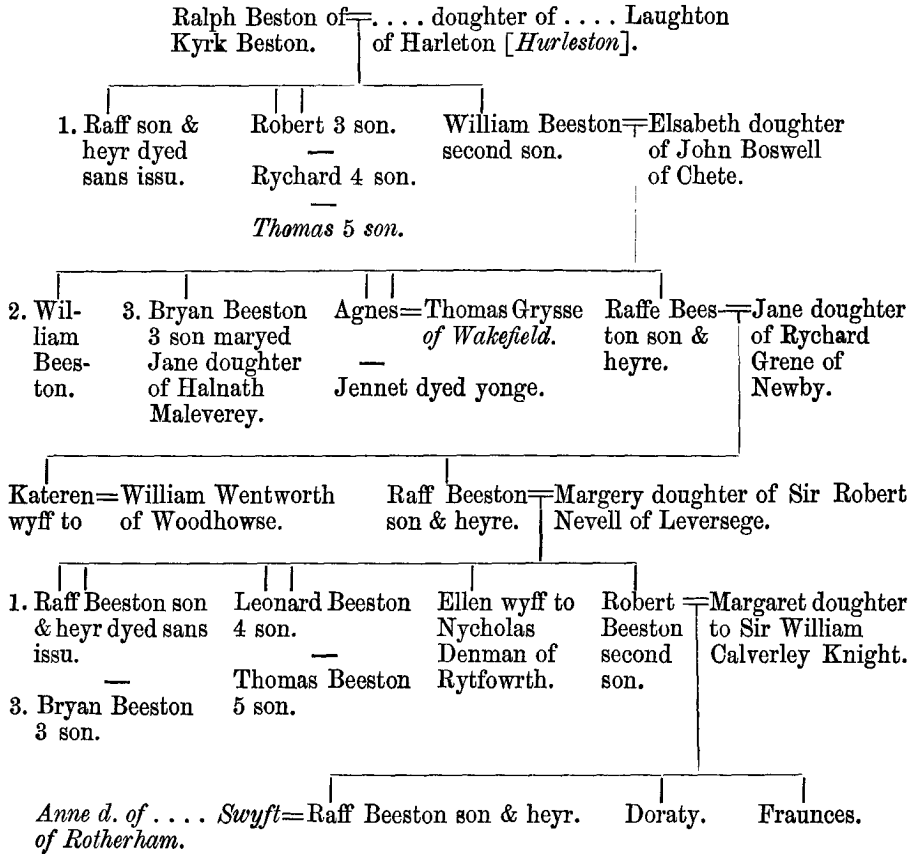 Ralph Beston of = . . . . doughter of . . . . Laughton
Kyrk Beston. of Harleton [Hurleston].
1. Raff son & heyr dyed sans issu.
Robert 3 son.
—
Rychard 4 son.
—
Thomas 5 son.
William Beeston = Elsabeth doughter
second son. of John Boswell
of Chete.
2. Wil-
liam
Bees-
ton.
3. Bryan Beeston
3 son maryed
Jane doughter
of Halnath
Maleverey.
Agnes = Thomas Grysse
of Wakefield.
—
Jennet dyed yonge.
Raffe Bees- = Jane doughter
ton son & of Rychard
heyre. Grene of
Newby.
Kateren = William Wentworth
wyff to of Woodhowse.
Raff Beeston = Margery doughter of Sir Robert
son & heyre. Nevell of Leversege.
1. Raff Beeston son
& heyr dyed sans
issu.
—
3. Bryan Beeston
3 son.
Leonard Beeston
4 son.
—
Thomas Beeston
5 son.
Ellen wyff to
Nycholas
Denman of
Rytfowrth.
Robert = Margaret doughter
Beeston to Sir William
second Calverley Knight.
son.
Anne d. of . . . . Swyft = Raff Beeston son & heyr. Doraty. Fraunces.
of Rotherham.